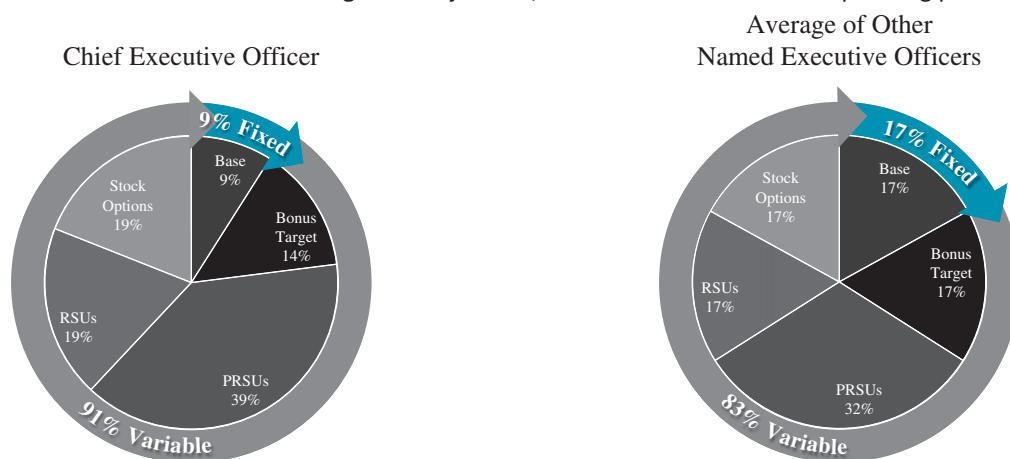 Chief Executive Officer
9% Fixed
Base
9%
Bonus
Target
14%
PRSUs
39%
RSUs
19%
Stock
Options
19%
91% Variable
Average of Other
Named Executive Officers
17% Fixed
Base
17%
Bonus
Target
17%
PRSUs
32%
RSUs
17%
Stock
Options
17%
83% Variable